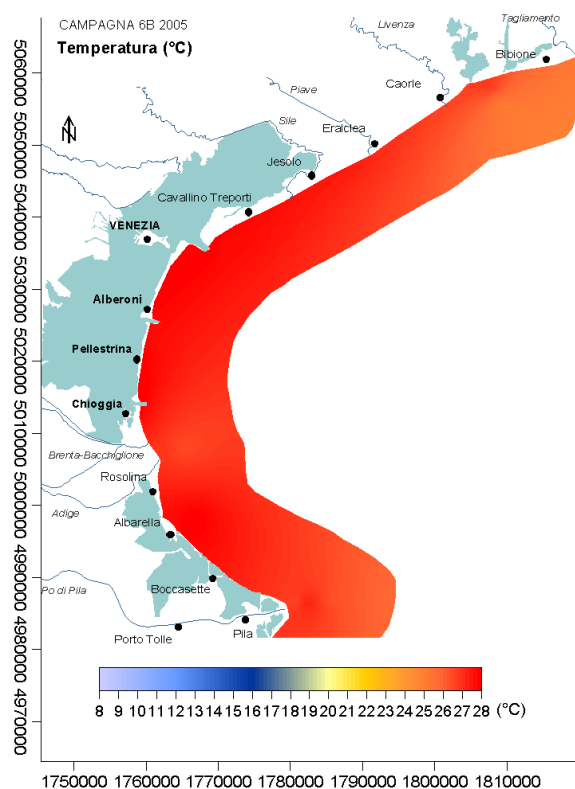 CAMPAGNA 6B 2005
Temperatura (°C)
Livenza
Tagliamento
Bibione
Caorle
Piave
Eraclea
Sile
Jesolo
Cavallino Treporti
N
VENEZIA
Alberoni
Pellestrina
Chioggia
Brenta-Bacchiglione
Rosolina
Adige
Albarella
Po di Pila
Boccasette
Porto Tolle
Pila
5060000
5050000
5040000
5030000
5020000
5010000
5000000
4990000
4980000
4970000
8 9 10 11 12 13 14 15 16 17 18 19 20 21 22 23 24 25 26 27 28 (°C)
1750000 1760000 1770000 1780000 1790000 1800000 1810000